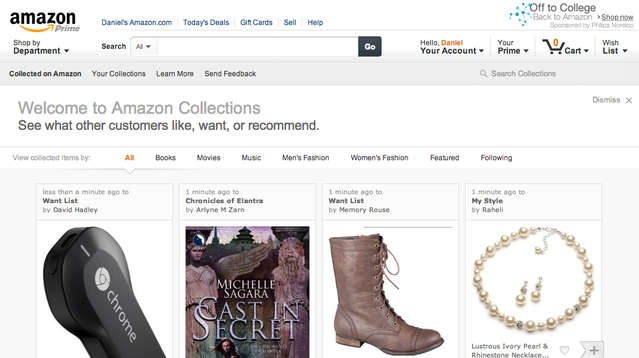 amazon
Prime
Daniel's Amazon.com Today's Deals Gift Cards Sell Help
Off to College
Back to Amazon Shop now
Sponsored by Philips Norelco
Shop by
Department
Search All Go
Hello, Daniel
Your Account
Your
Prime
0
Cart
Wish
List
Collected on Amazon Your Collections Learn More Send Feedback Search Collections
Welcome to Amazon Collections
See what other customers like, want, or recommend.
Dismiss
View collected items by: All Books Movies Music Men's Fashion Women's Fashion Featured Following
less than a minute ago to
Want List
by David Hadley
chrome
1 minute ago to
Chronicles of Elantra
by Arlyne M Zarn
MICHELLE
SAGARA
CAST IN
SECRET
1 minute ago to
Want List
by Memory Rouse
1 minute ago to
My Style
by Raheli
Lustrous Ivory Pearl &
Rhinestone Necklace...